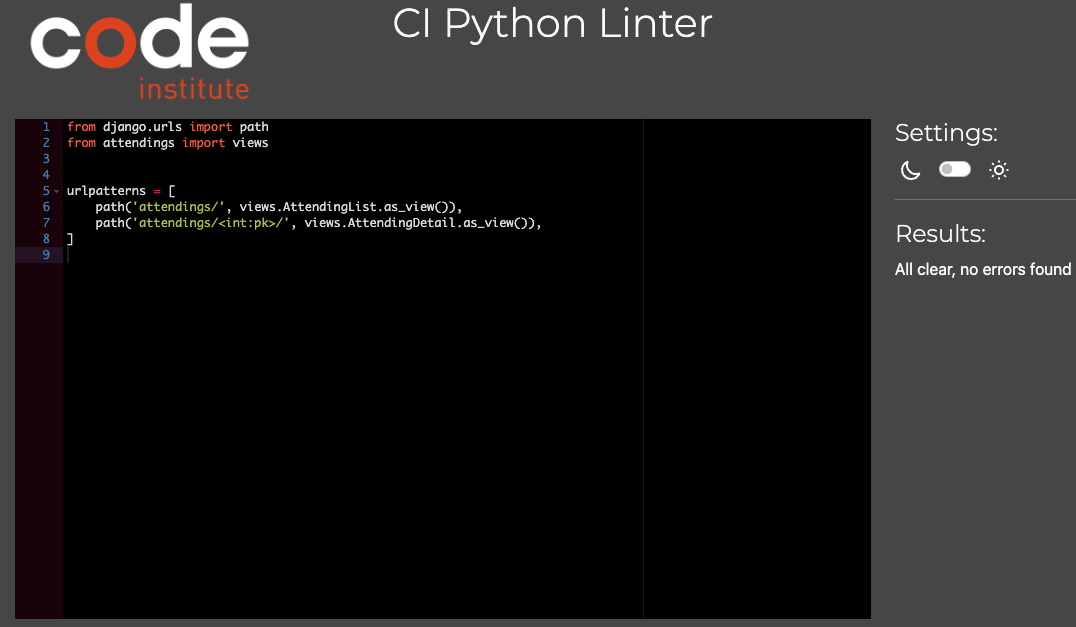 code
institute
CI Python Linter
1 from django.urls import path
2 from attendings import views
3
4
5 urlpatterns = [
6     path('attendings/', views.AttendingList.as_view()),
7     path('attendings/<int:pk>/', views.AttendingDetail.as_view()),
8 ]
9
Settings:
Results:
All clear, no errors found